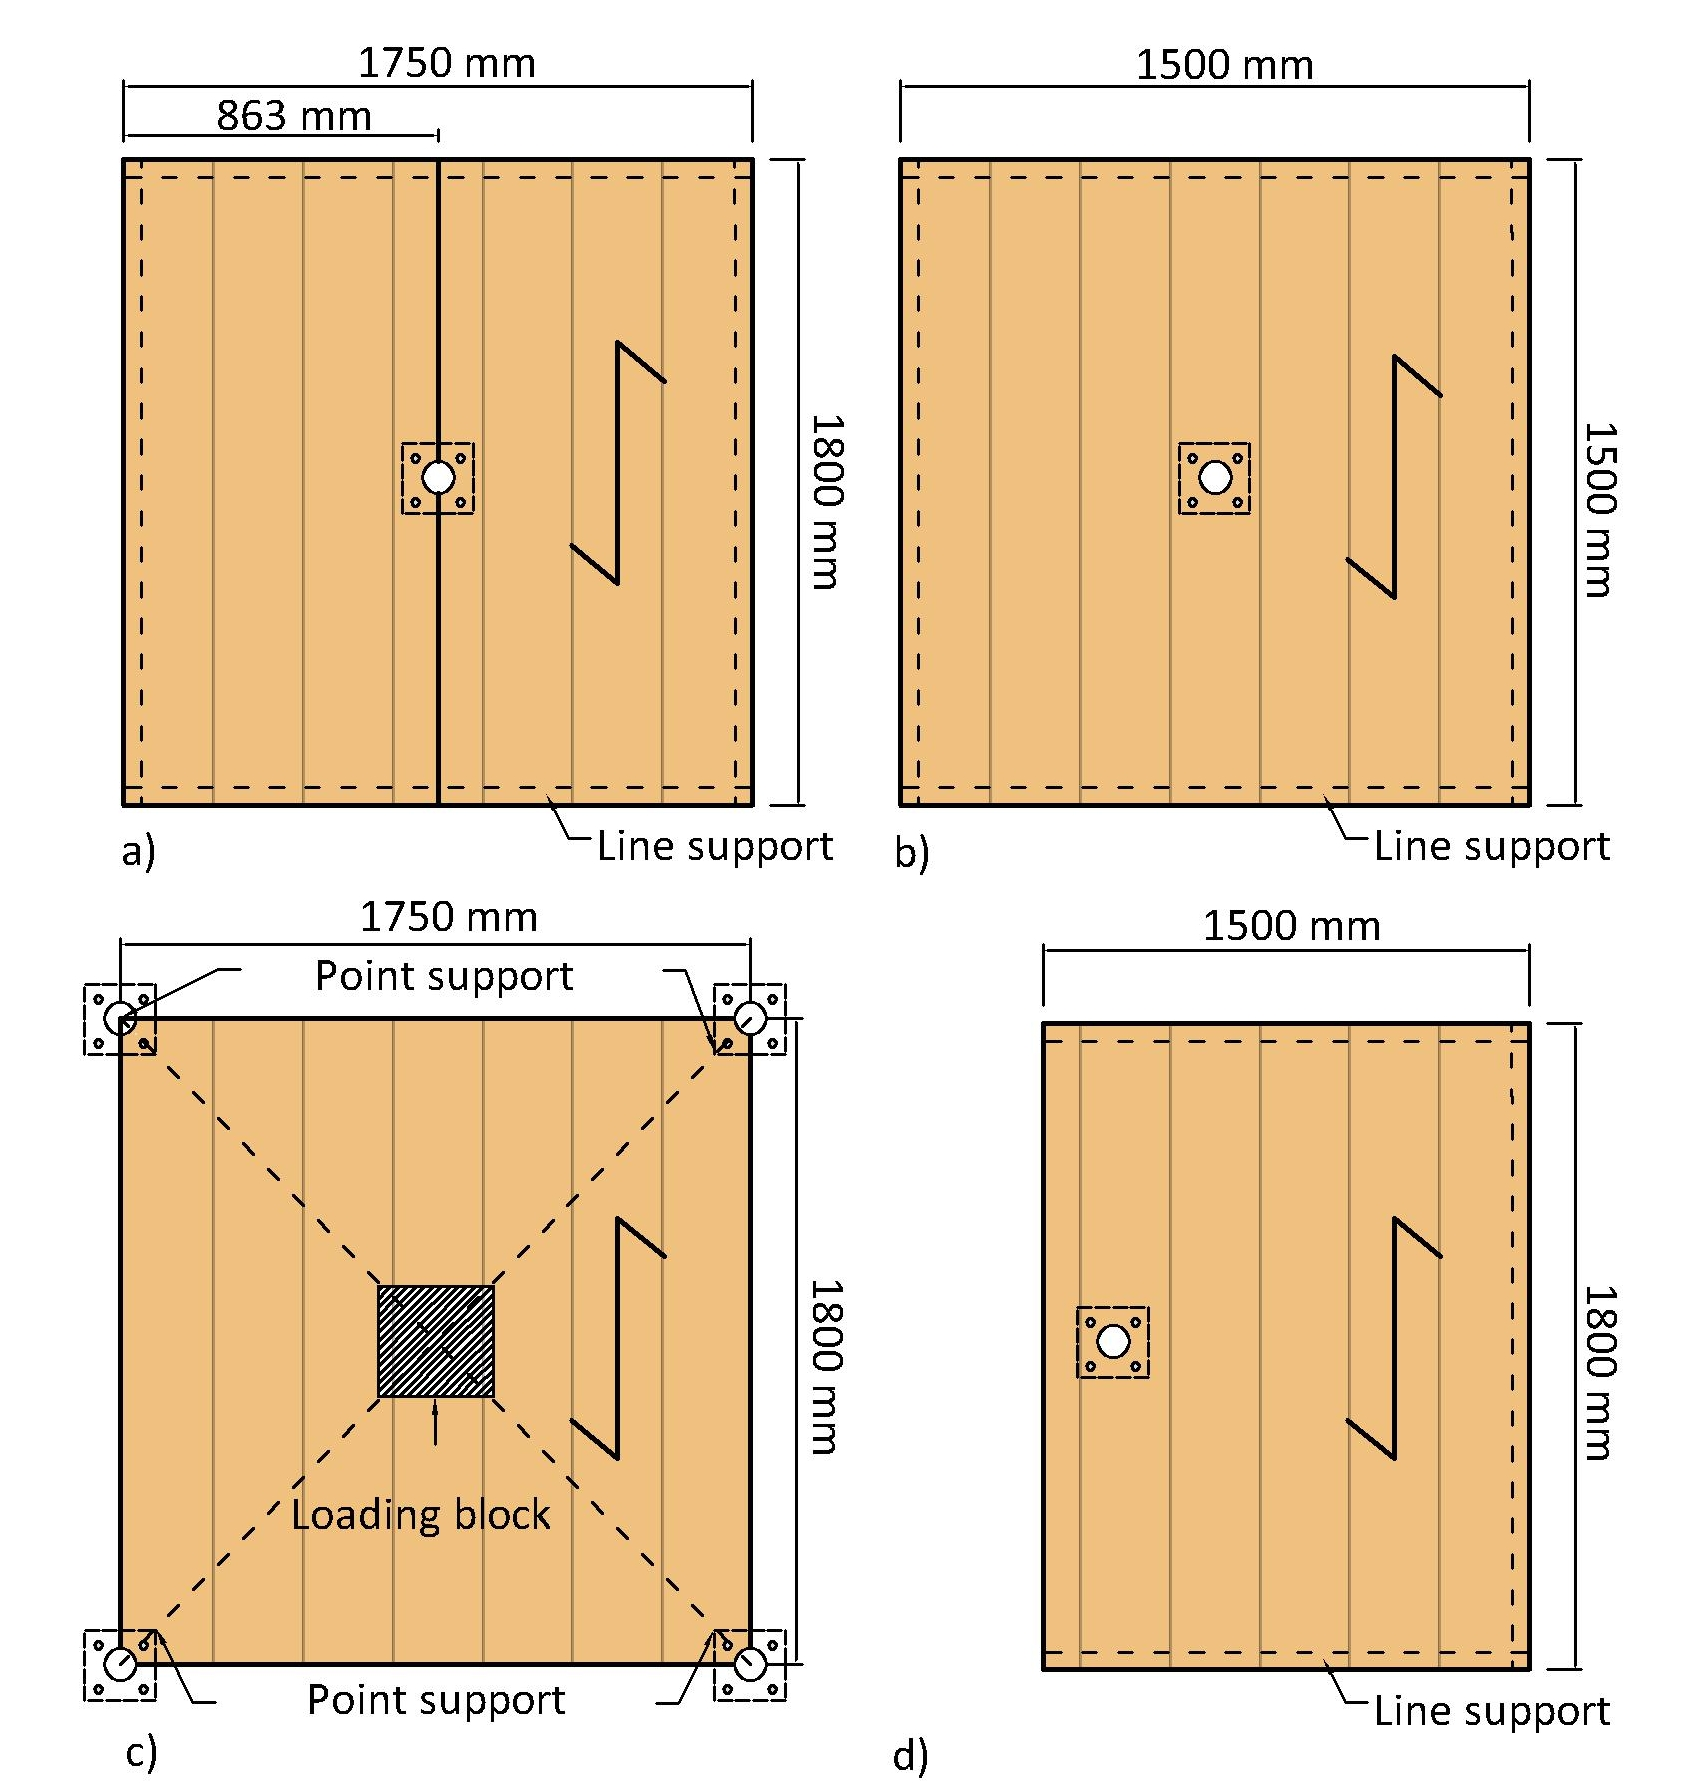 1750 mm
863 mm
1800 mm
Line support
a)
1500 mm
1500 mm
Line support
b)
1750 mm
Point support
1800 mm
Loading block
Point support
c)
1500 mm
1800 mm
Line support
d)